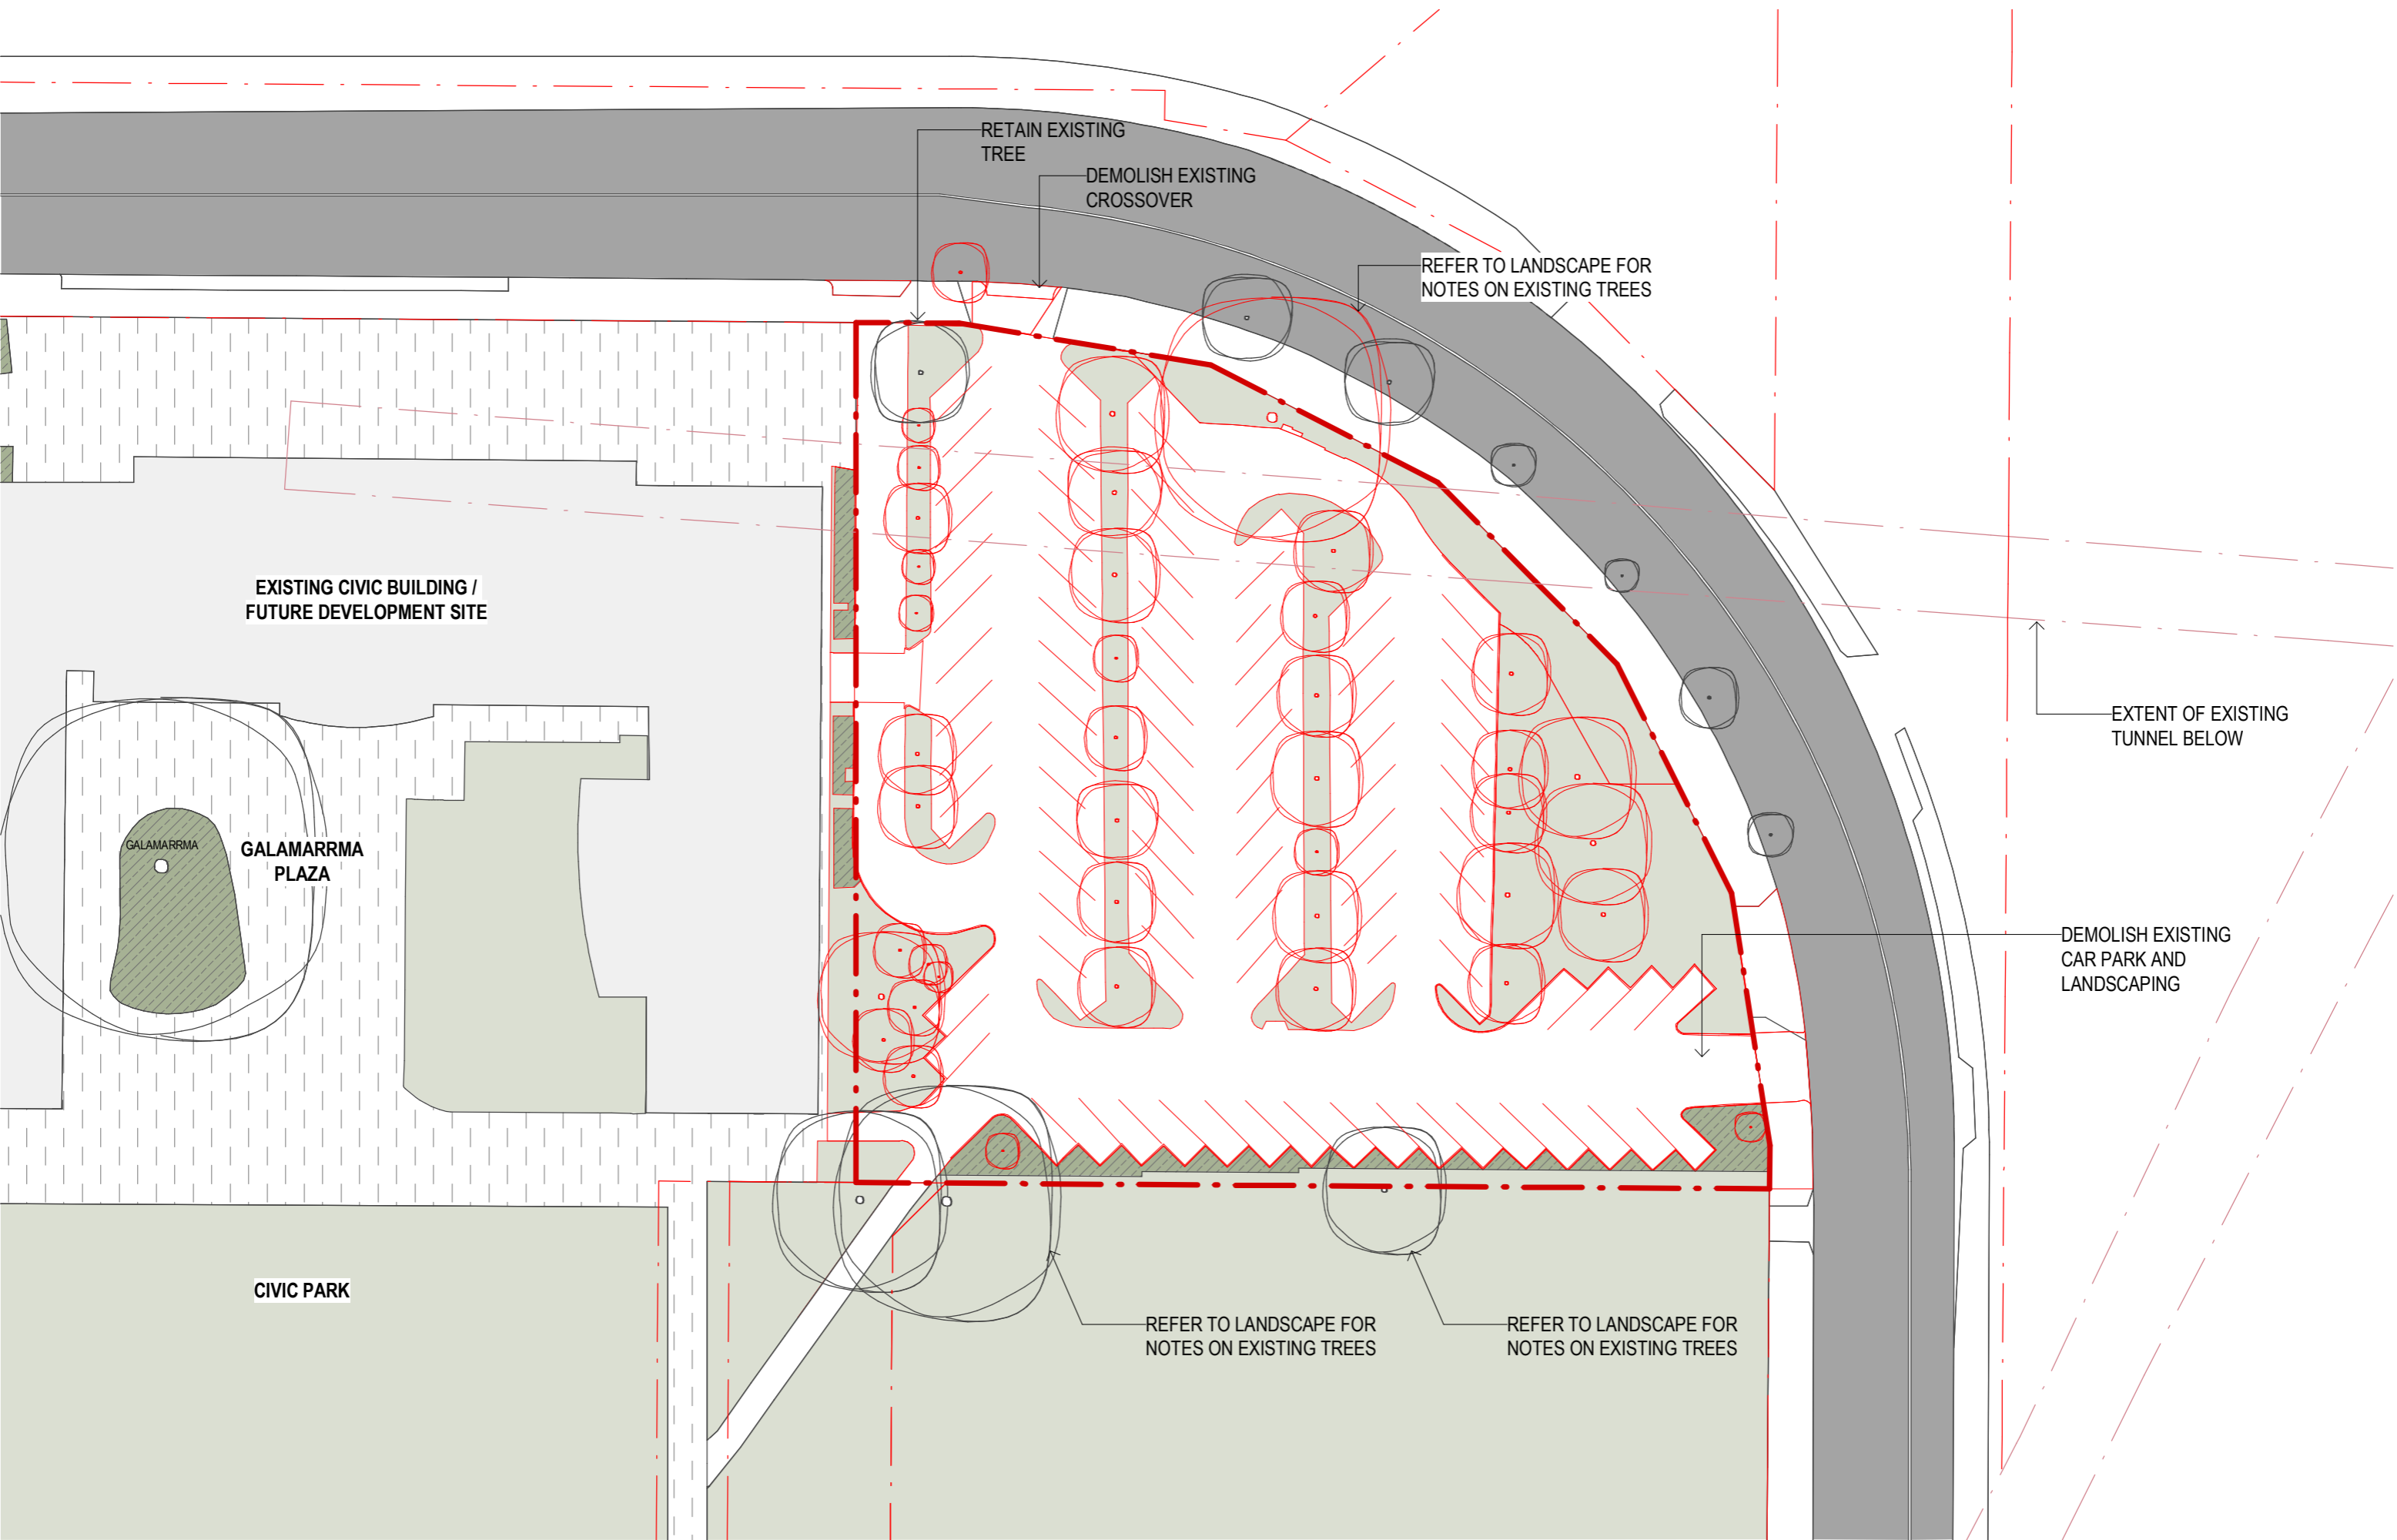 RETAIN EXISTING
TREE
DEMOLISH EXISTING
CROSSOVER
REFER TO LANDSCAPE FOR
NOTES ON EXISTING TREES
EXISTING CIVIC BUILDING /
FUTURE DEVELOPMENT SITE
EXTENT OF EXISTING
TUNNEL BELOW
GALAMARRMA
GALAMARRMA
PLAZA
DEMOLISH EXISTING
CAR PARK AND
LANDSCAPING
CIVIC PARK
REFER TO LANDSCAPE FOR
NOTES ON EXISTING TREES
REFER TO LANDSCAPE FOR
NOTES ON EXISTING TREES